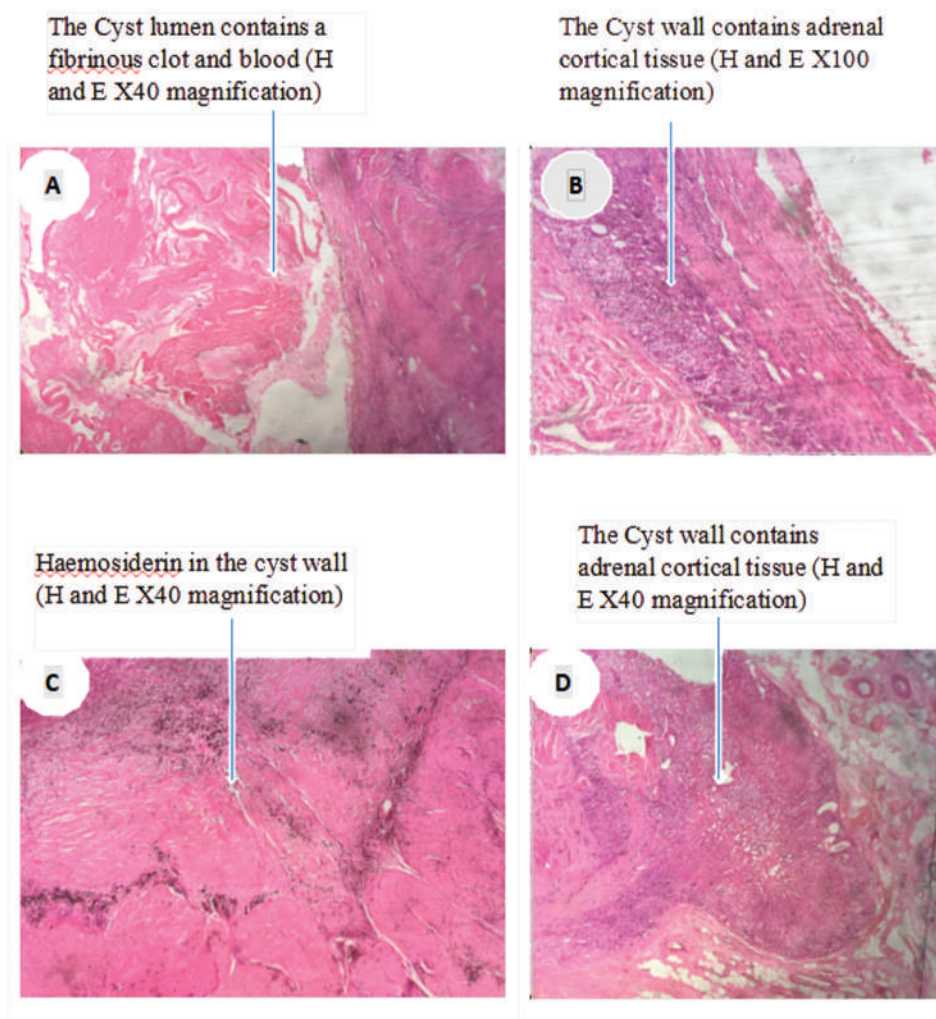 The Cyst lumen contains a
fibrinous clot and blood (H
and E X40 magnification)
The Cyst wall contains adrenal
cortical tissue (H and E X100
magnification)
A
B
Haemosiderin in the cyst wall
(H and E X40 magnification)
The Cyst wall contains
adrenal cortical tissue (H and
E X40 magnification)
C
D